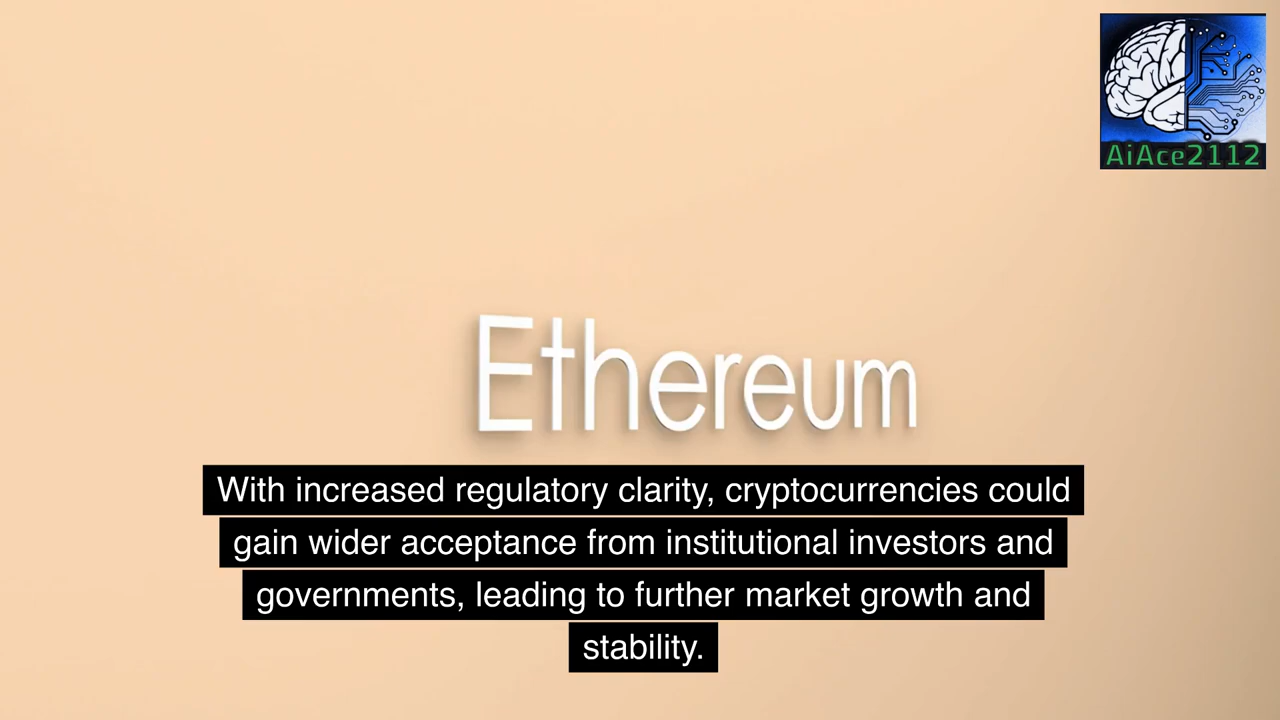 AiAce2112
Ethereum
With increased regulatory clarity, cryptocurrencies could
gain wider acceptance from institutional investors and
governments, leading to further market growth and
stability.